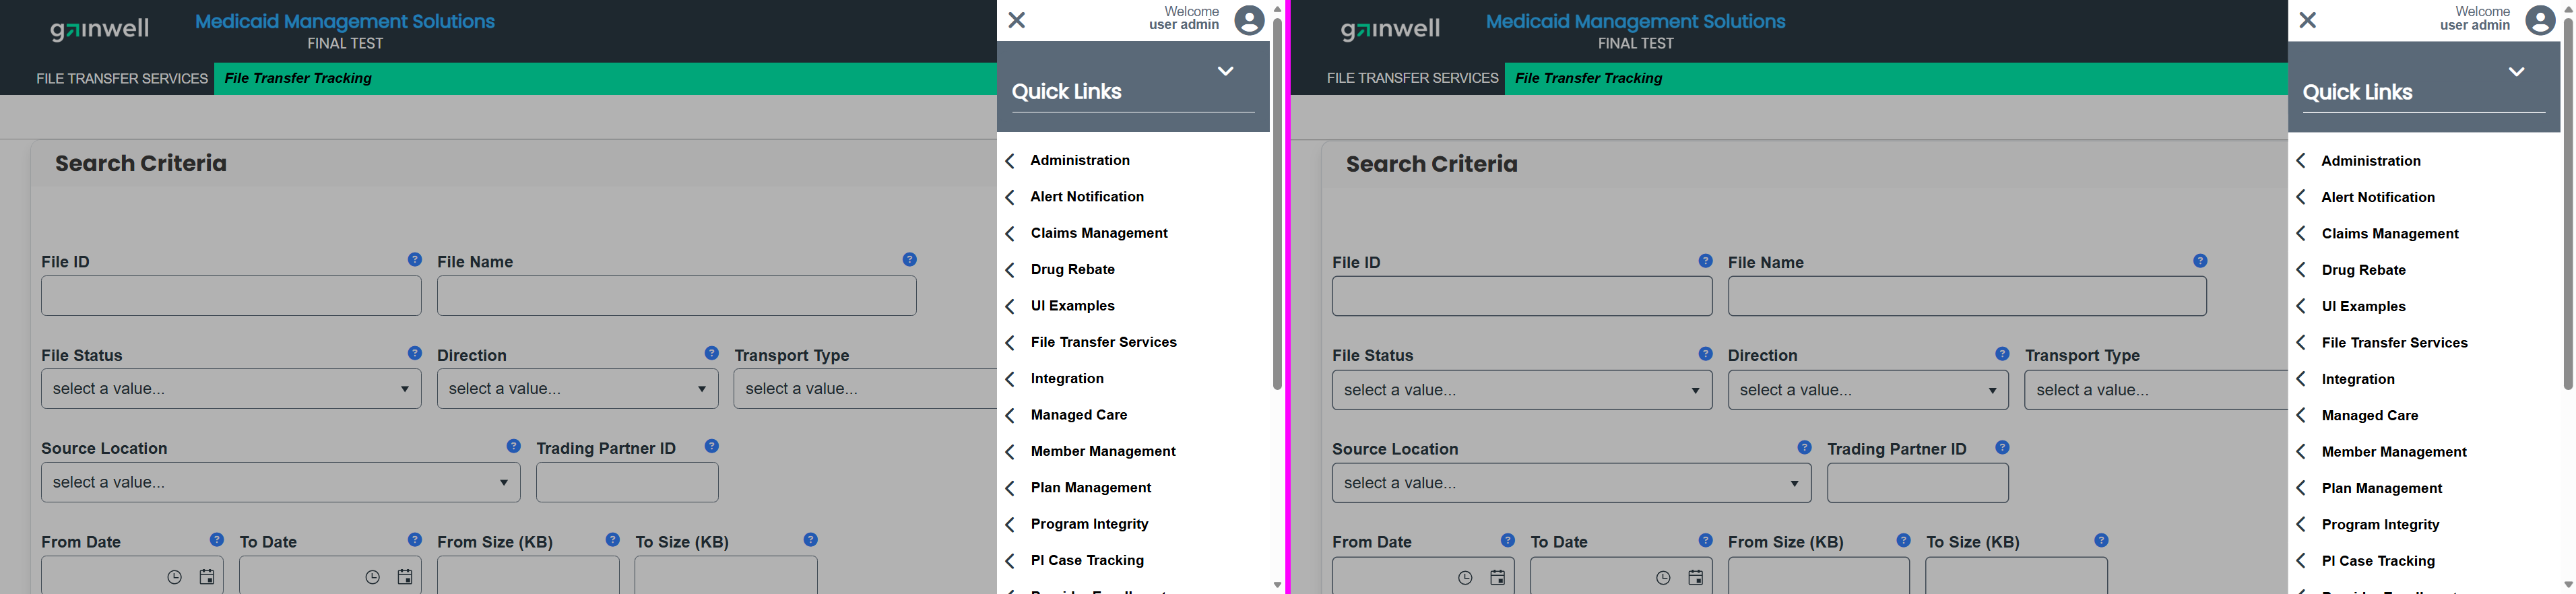 gainwell
Medicaid Management Solutions
FINAL TEST
FILE TRANSFER SERVICES
File Transfer Tracking
Search Criteria
File ID ?
File Name ?
File Status ?
Direction ?
Transport Type
select a value...
select a value...
select a value...
Source Location ?
Trading Partner ID ?
select a value...
From Date ?
To Date ?
From Size (KB) ?
To Size (KB) ?
Welcome
user admin
Quick Links
Administration
Alert Notification
Claims Management
Drug Rebate
UI Examples
File Transfer Services
Integration
Managed Care
Member Management
Plan Management
Program Integrity
PI Case Tracking
gainwell
Medicaid Management Solutions
FINAL TEST
FILE TRANSFER SERVICES
File Transfer Tracking
Search Criteria
File ID ?
File Name ?
File Status ?
Direction ?
Transport Type
select a value...
select a value...
select a value...
Source Location ?
Trading Partner ID ?
select a value...
From Date ?
To Date ?
From Size (KB) ?
To Size (KB) ?
Welcome
user admin
Quick Links
Administration
Alert Notification
Claims Management
Drug Rebate
UI Examples
File Transfer Services
Integration
Managed Care
Member Management
Plan Management
Program Integrity
PI Case Tracking